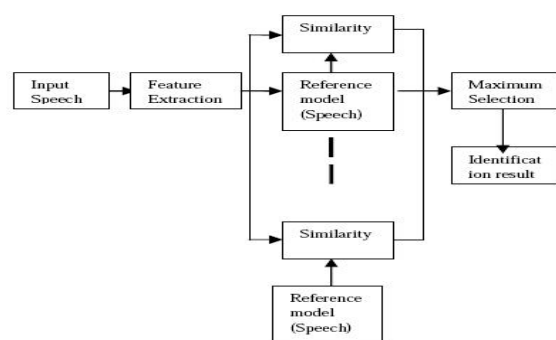 Similarity
Input
Speech
Feature
Extraction
Reference
model
(Speech)
Maximum
Selection
Identificat
ion result
Similarity
Reference
model
(Speech)